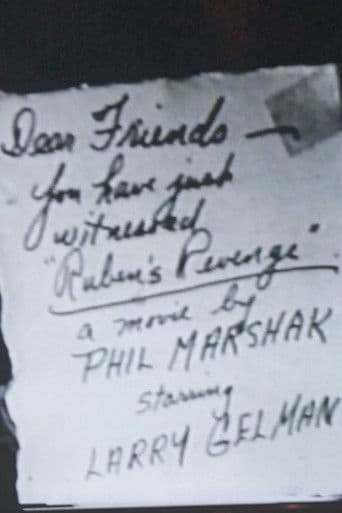 Dear Friends —
you have just
witnessed
"Ruben's Revenge"
a movie by
PHIL MARSHAK
starring
LARRY GELMAN